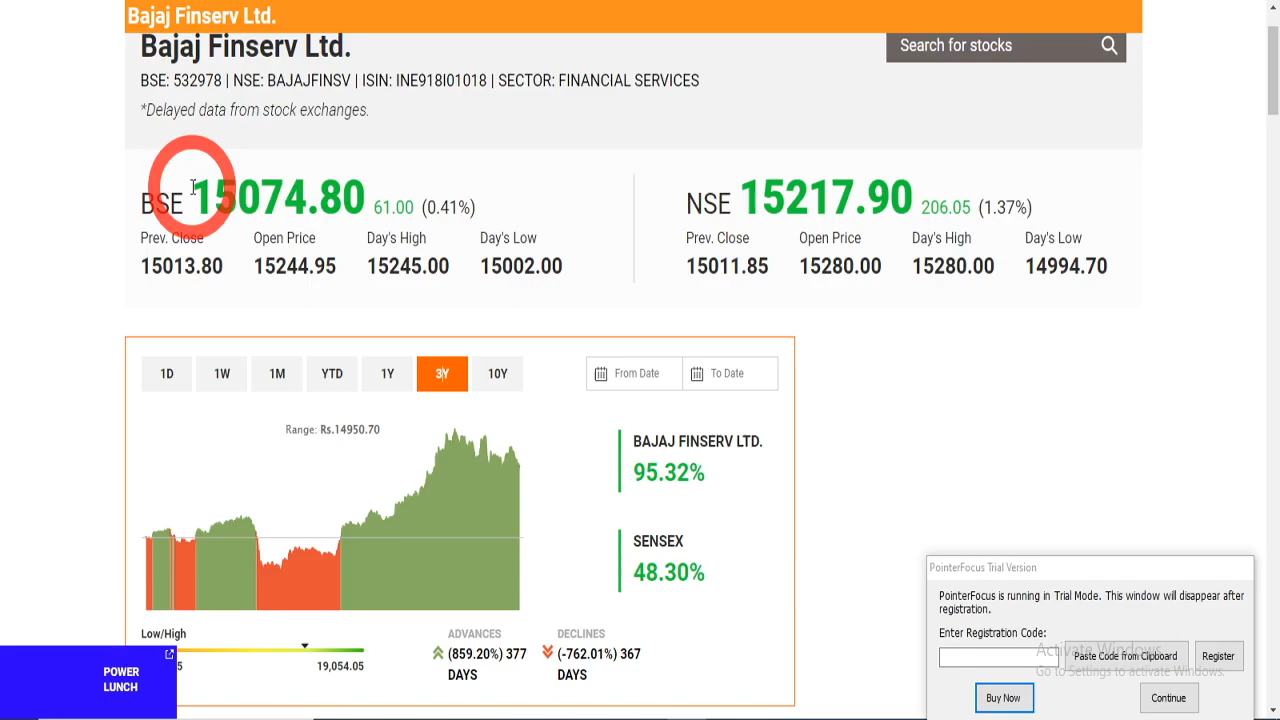 Bajaj Finserv Ltd.
Bajaj Finserv Ltd.
Search for stocks
BSE: 532978 | NSE: BAJAJFINSV | ISIN: INE918I01018 | SECTOR: FINANCIAL SERVICES
*Delayed data from stock exchanges.
BSE 15074.80 61.00 (0.41%)
Prev. Close Open Price Day's High Day's Low
15013.80 15244.95 15245.00 15002.00
NSE 15217.90 206.05 (1.37%)
Prev. Close Open Price Day's High Day's Low
15011.85 15280.00 15280.00 14994.70
1D 1W 1M YTD 1Y 3Y 10Y
From Date To Date
Range: Rs.14950.70
BAJAJ FINSERV LTD.
95.32%
SENSEX
48.30%
Low/High
5 19,054.05
ADVANCES
(859.20%) 377
DAYS
DECLINES
(-762.01%) 367
DAYS
POWER
LUNCH
PointerFocus Trial Version
PointerFocus is running in Trial Mode. This window will disappear after
registration.
Enter Registration Code:
Paste Code from Clipboard Register
Buy Now Continue
Activate Windows
Go to Settings to activate Windows.